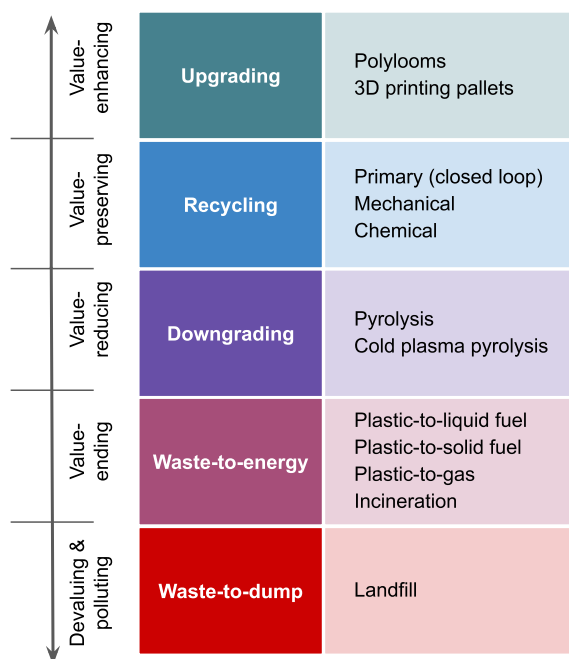 Value-
enhancing
Upgrading
Polylooms
3D printing pallets
Value-
preserving
Recycling
Primary (closed loop)
Mechanical
Chemical
Value-
reducing
Downgrading
Pyrolysis
Cold plasma pyrolysis
Value-
ending
Waste-to-energy
Plastic-to-liquid fuel
Plastic-to-solid fuel
Plastic-to-gas
Incineration
Devaluing &
polluting
Waste-to-dump
Landfill